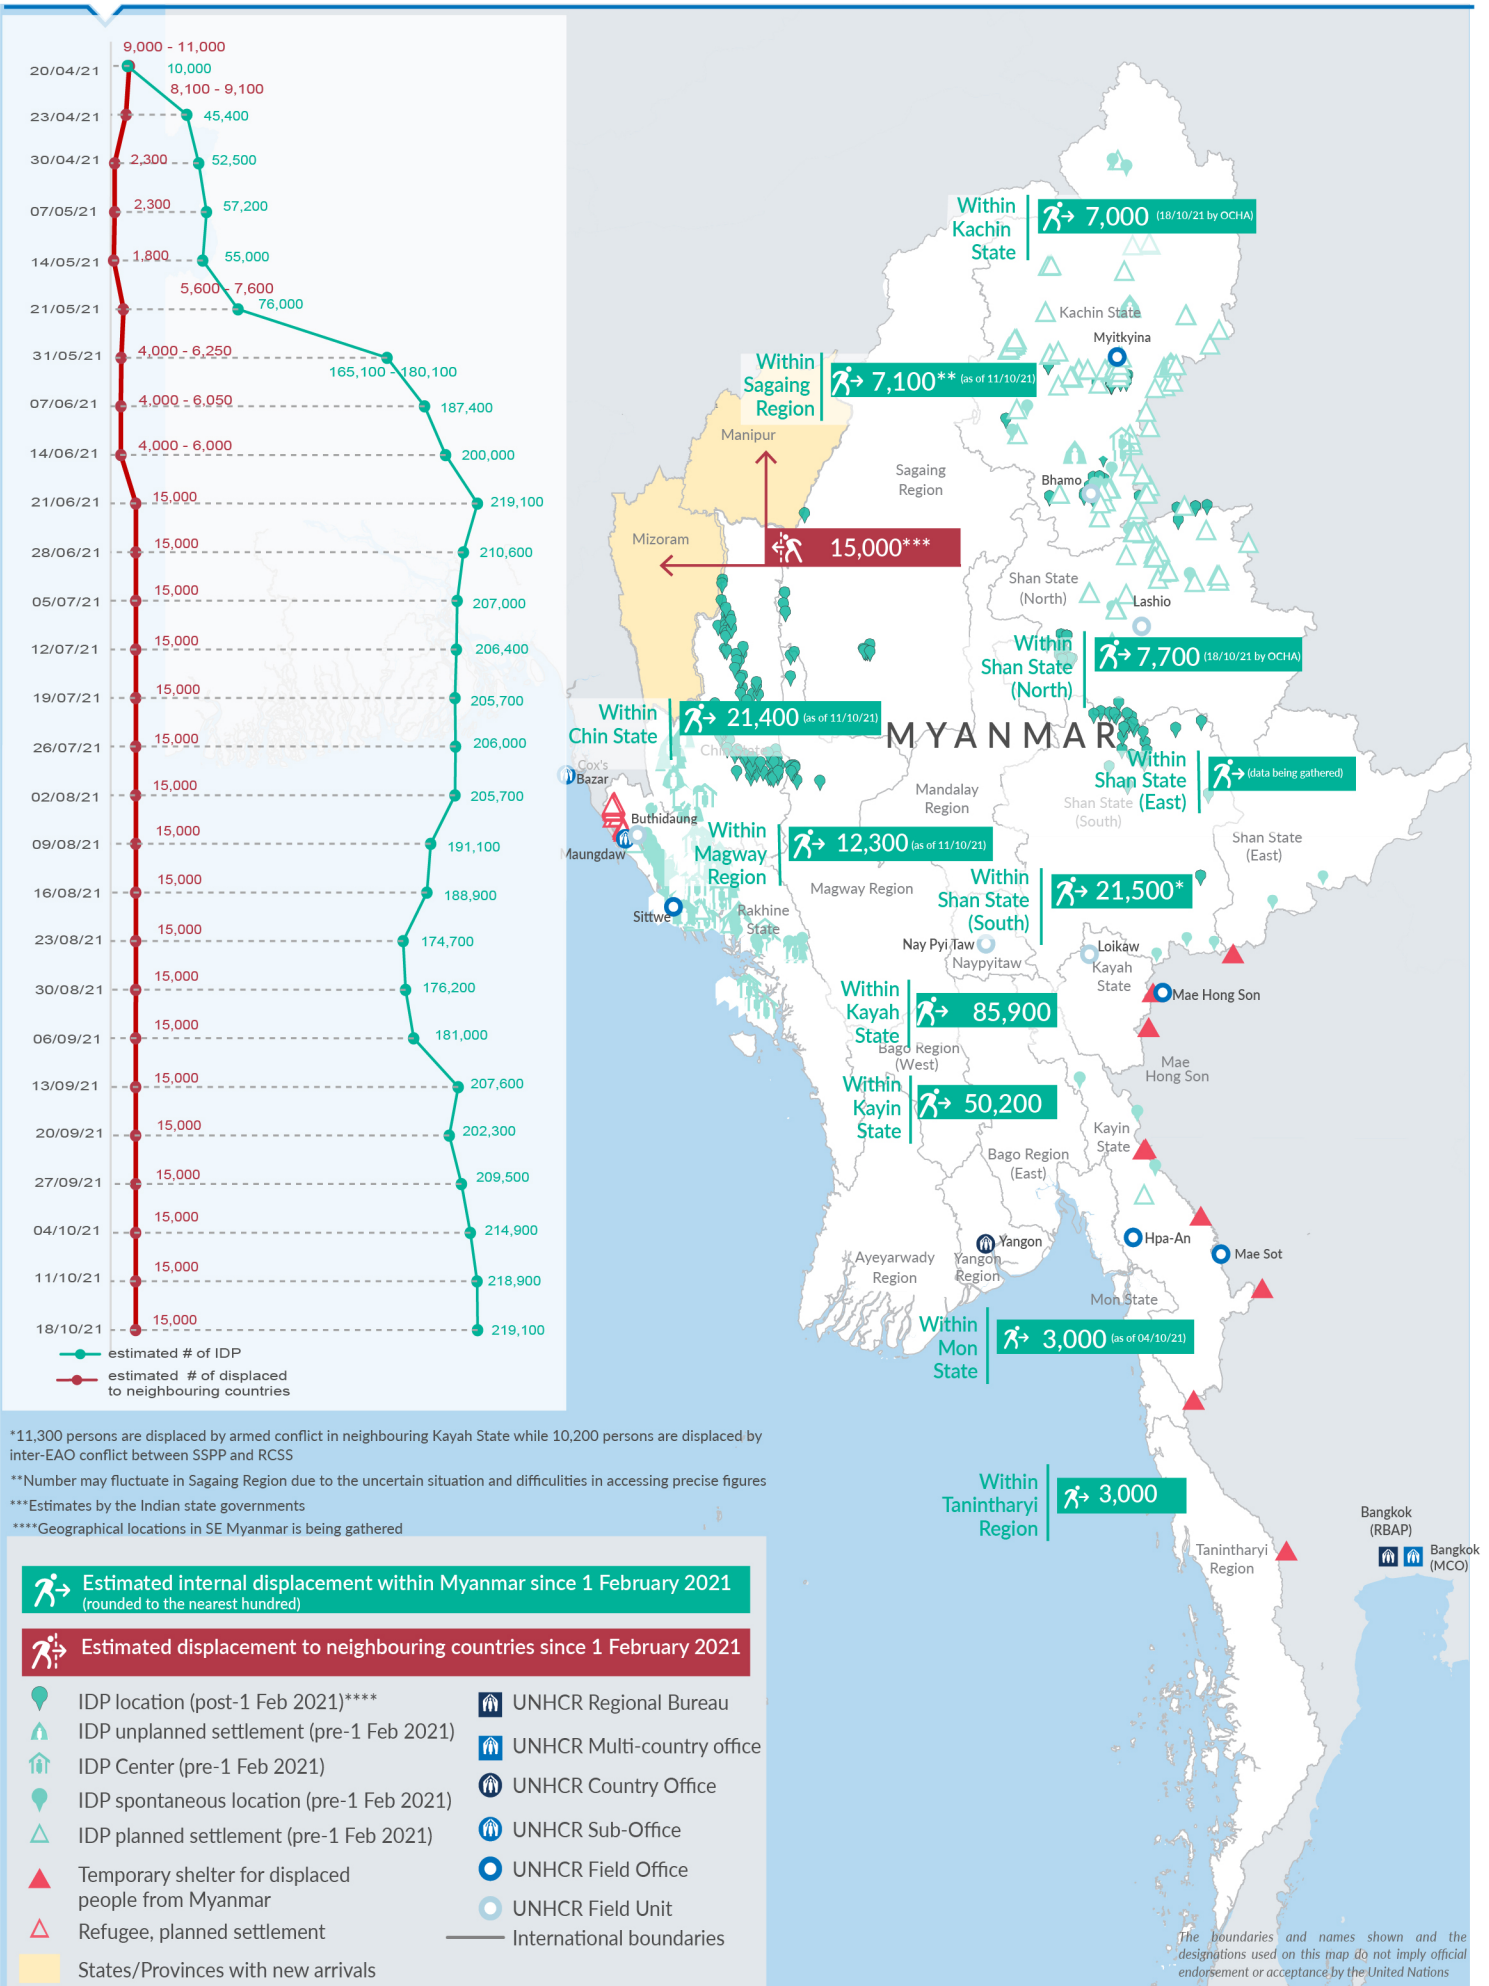 9,000 - 11,000
20/04/21
10,000
8,100 - 9,100
23/04/21
45,400
30/04/21
2,300
52,500
07/05/21
2,300
57,200
14/05/21
1,800
55,000
5,600 - 7,600
21/05/21
76,000
31/05/21
4,000 - 6,250
165,100 - 180,100
07/06/21
4,000 - 6,050
187,400
14/06/21
4,000 - 6,000
200,000
21/06/21
15,000
219,100
28/06/21
15,000
210,600
05/07/21
15,000
207,000
12/07/21
15,000
206,400
19/07/21
15,000
205,700
26/07/21
15,000
206,000
02/08/21
15,000
205,700
09/08/21
15,000
191,100
16/08/21
15,000
188,900
23/08/21
15,000
174,700
30/08/21
15,000
176,200
06/09/21
15,000
181,000
13/09/21
15,000
207,600
20/09/21
15,000
202,300
27/09/21
15,000
209,500
04/10/21
15,000
214,900
11/10/21
15,000
218,900
18/10/21
15,000
219,100
estimated # of IDP
estimated # of displaced
to neighbouring countries
Within
Kachin
State
7,000 (18/10/21 by OCHA)
Kachin State
Myitkyina
Within
Sagaing
Region
7,100** (as of 11/10/21)
Manipur
Sagaing
Region
Bhamo
Mizoram
15,000***
Shan State
(North)
Lashio
Within
Shan State
(North)
7,700 (18/10/21 by OCHA)
Within
Chin State
21,400 (as of 11/10/21)
Chin State
MYANMAR
Cox's
Bazar
Within
Shan State
(East)
(data being gathered)
Mandalay
Region
Shan State
(South)
Buthidaung
Maungdaw
Within
Magway
Region
12,300 (as of 11/10/21)
Shan State
(East)
Magway Region
Within
Shan State
(South)
21,500*
Sittwe
Rakhine
State
Nay Pyi Taw
Naypyitaw
Loikaw
Kayah
State
Mae Hong Son
Within
Kayah
State
85,900
Bago Region
(West)
Mae
Hong Son
Within
Kayin
State
50,200
Kayin
State
Bago Region
(East)
Hpa-An
Mae Sot
Yangon
Yangon
Region
Ayeyarwady
Region
Mon State
Within
Mon
State
3,000 (as of 04/10/21)
Within
Tanintharyi
Region
3,000
Tanintharyi
Region
Bangkok
(RBAP)
Bangkok
(MCO)
*11,300 persons are displaced by armed conflict in neighbouring Kayah State while 10,200 persons are displaced by
inter-EAO conflict between SSPP and RCSS
**Number may fluctuate in Sagaing Region due to the uncertain situation and difficulties in accessing precise figures
***Estimates by the Indian state governments
****Geographical locations in SE Myanmar is being gathered
Estimated internal displacement within Myanmar since 1 February 2021
(rounded to the nearest hundred)
Estimated displacement to neighbouring countries since 1 February 2021
IDP location (post-1 Feb 2021)****
IDP unplanned settlement (pre-1 Feb 2021)
IDP Center (pre-1 Feb 2021)
IDP spontaneous location (pre-1 Feb 2021)
IDP planned settlement (pre-1 Feb 2021)
Temporary shelter for displaced
people from Myanmar
Refugee, planned settlement
States/Provinces with new arrivals
UNHCR Regional Bureau
UNHCR Multi-country office
UNHCR Country Office
UNHCR Sub-Office
UNHCR Field Office
UNHCR Field Unit
International boundaries
The boundaries and names shown and the
designations used on this map do not imply official
endorsement or acceptance by the United Nations